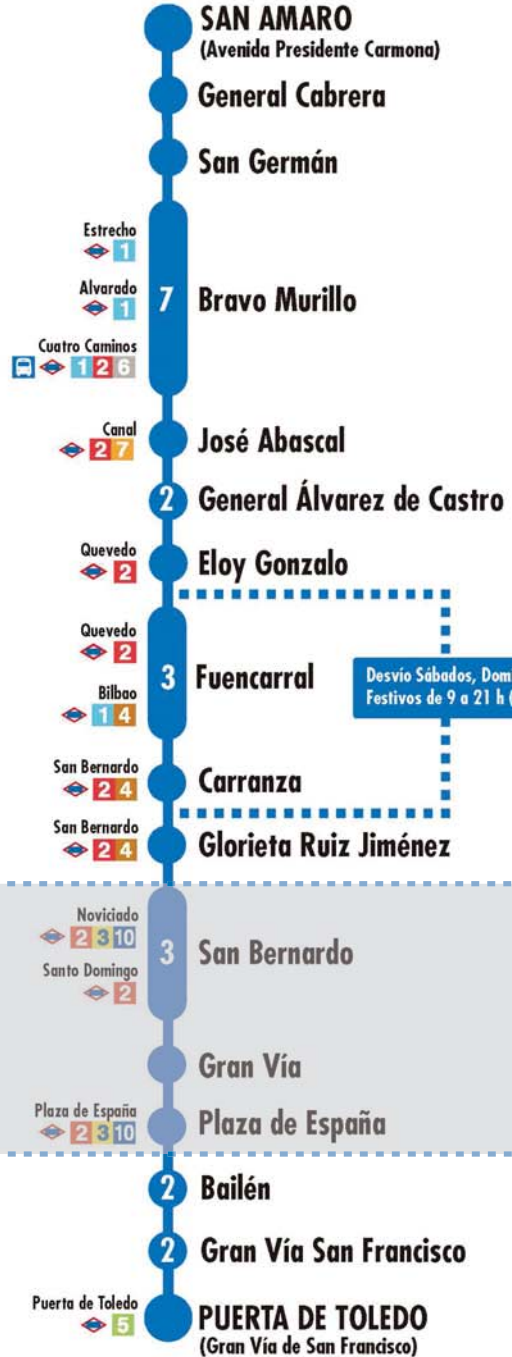 SAN AMARO
(Avenida Presidente Carmona)
General Cabrera
San Germán
Estrecho
1
Alvarado
1
7 Bravo Murillo
Cuatro Caminos
1 2 6
Canal
2 7
José Abascal
2 General Álvarez de Castro
Quevedo
2
Eloy Gonzalo
Quevedo
2
3 Fuencarral
Desvío Sábados, Dom
Festivos de 9 a 21 h (
Bilbao
1 4
San Bernardo
2 4
Carranza
San Bernardo
2 4
Glorieta Ruiz Jiménez
Noviciado
2 3 10
3 San Bernardo
Santo Domingo
2
Gran Vía
Plaza de España
2 3 10
Plaza de España
2 Bailén
2 Gran Vía San Francisco
Puerta de Toledo
5
PUERTA DE TOLEDO
(Gran Vía de San Francisco)